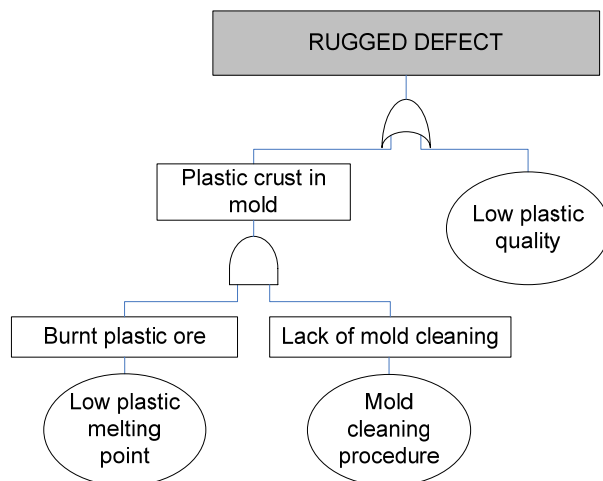 RUGGED DEFECT
Plastic crust in
mold
Low plastic
quality
Burnt plastic ore
Lack of mold cleaning
Low plastic
melting
point
Mold
cleaning
procedure